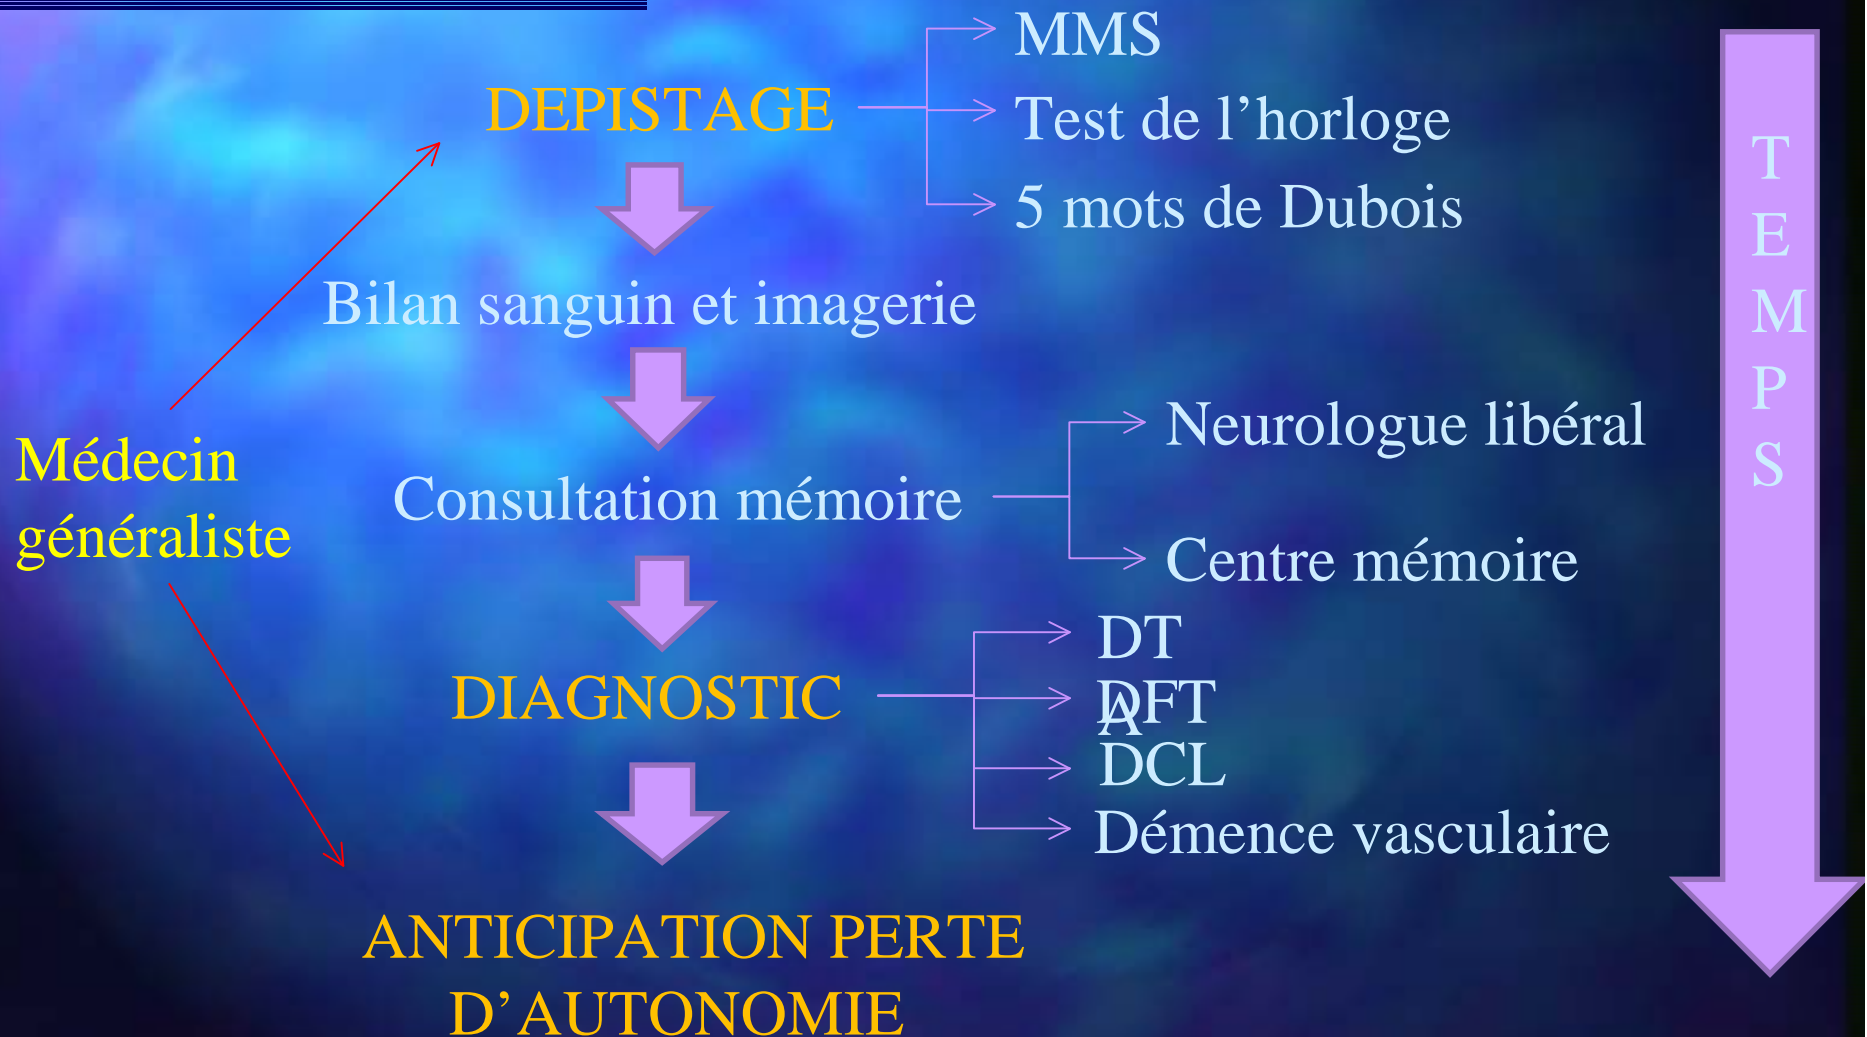 MMS
DEPISTAGE
Test de l’horloge
5 mots de Dubois
Bilan sanguin et imagerie
Médecin
généraliste
Consultation mémoire
Neurologue libéral
Centre mémoire
DIAGNOSTIC
DT
A
DFT
DCL
Démence vasculaire
ANTICIPATION PERTE
D’AUTONOMIE
T
E
M
P
S